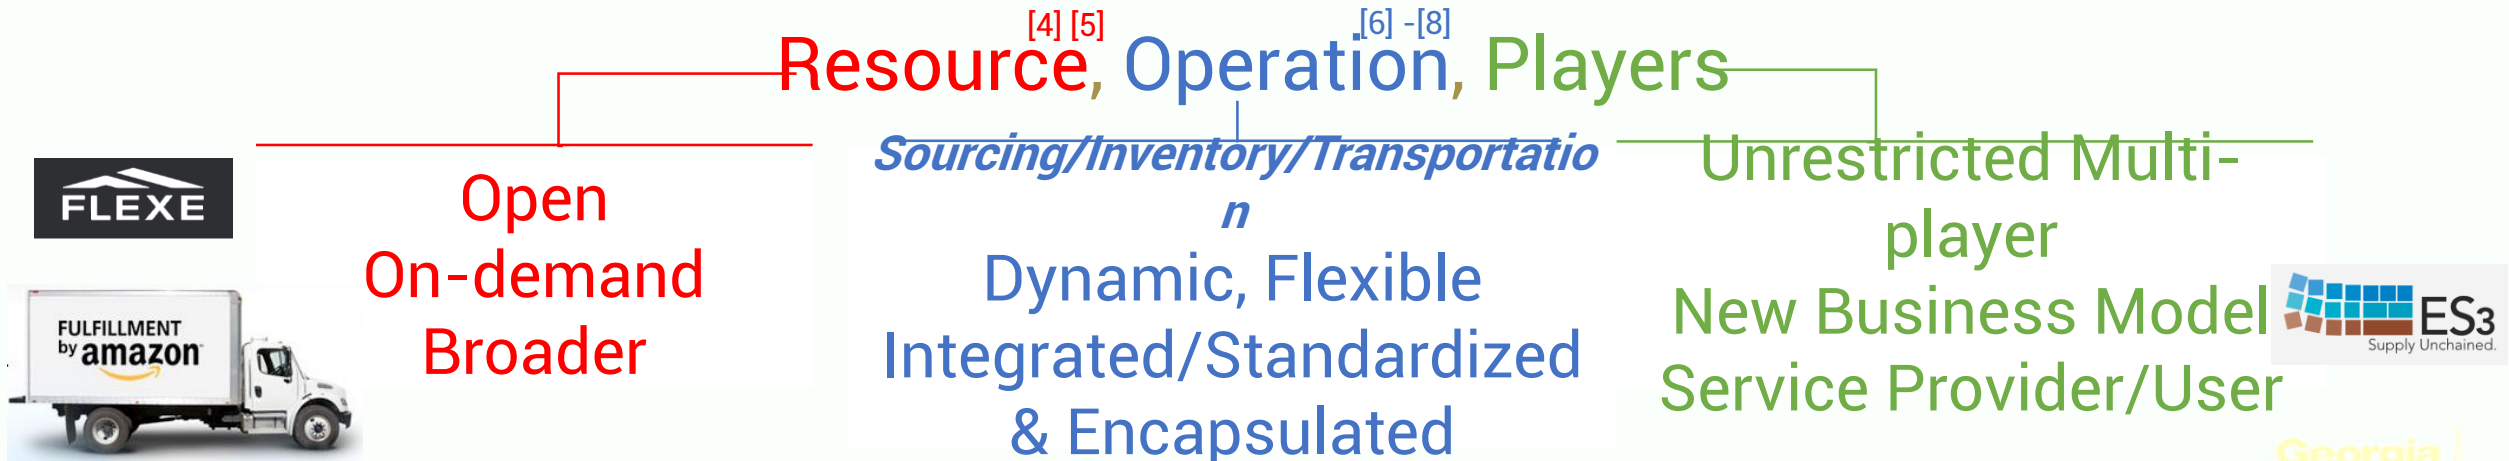 [4] [5]
[6] -[8]
Resource, Operation, Players
FLEXE
FULFILLMENT
by amazon
Open
On-demand
Broader
Sourcing/Inventory/Transportatio
n
Dynamic, Flexible
Integrated/Standardized
& Encapsulated
Unrestricted Multi-
player
New Business Model
Service Provider/User
ES3
Supply Unchained.
Georgia